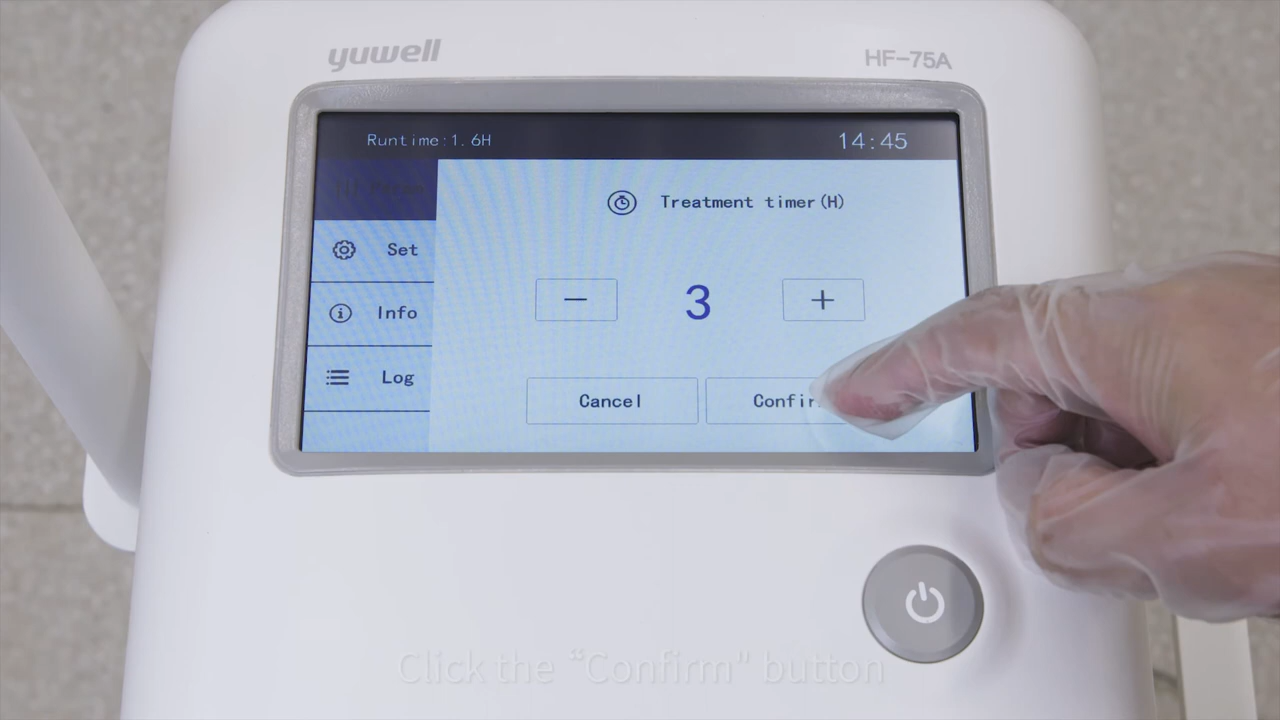 yuwell
HF-75A
Runtime:1.6H
14:45
Treatment timer(H)
Set
Info
3
Log
Cancel
Confir
Click the “Confirm” button